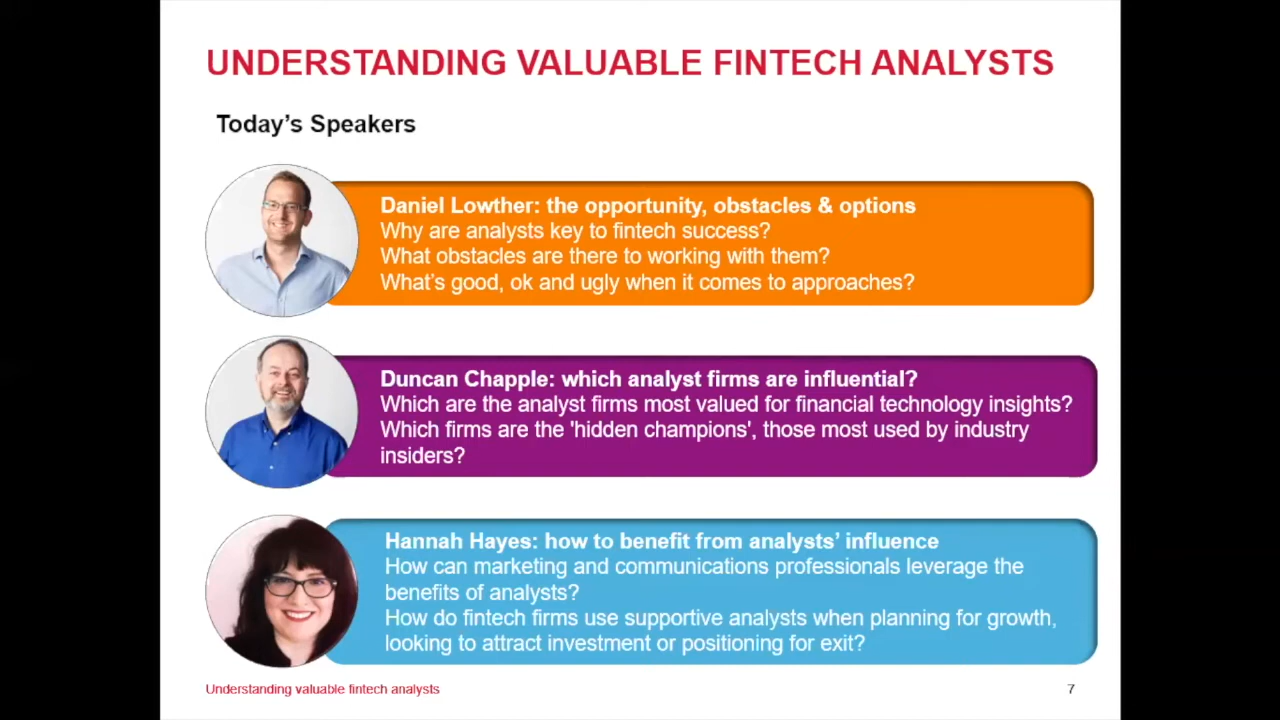 UNDERSTANDING VALUABLE FINTECH ANALYSTS
Today's Speakers
Daniel Lowther: the opportunity, obstacles & options
Why are analysts key to fintech success?
What obstacles are there to working with them?
What's good, ok and ugly when it comes to approaches?
Duncan Chapple: which analyst firms are influential?
Which are the analyst firms most valued for financial technology insights?
Which firms are the 'hidden champions', those most used by industry
insiders?
Hannah Hayes: how to benefit from analysts' influence
How can marketing and communications professionals leverage the
benefits of analysts?
How do fintech firms use supportive analysts when planning for growth,
looking to attract investment or positioning for exit?
Understanding valuable fintech analysts
7